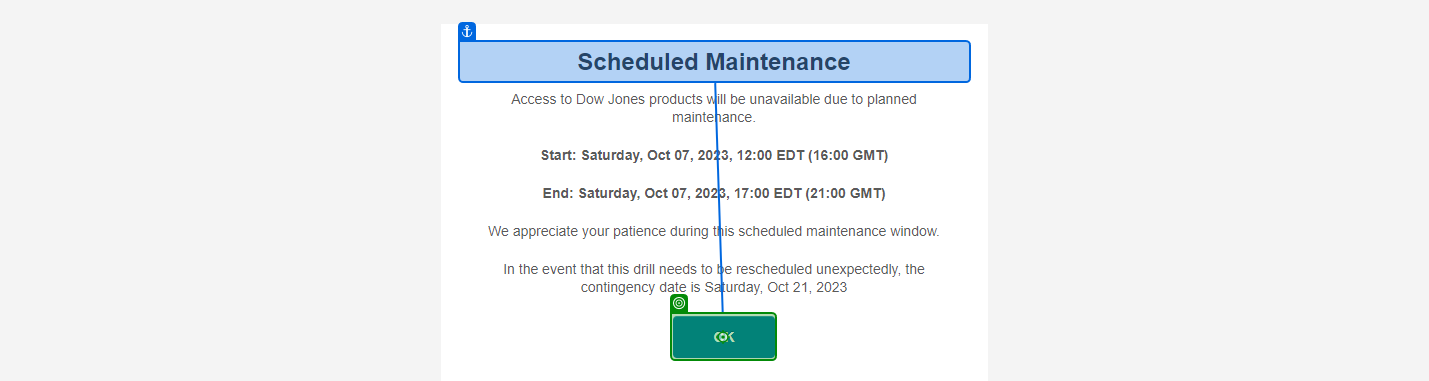 Scheduled Maintenance
Access to Dow Jones products will be unavailable due to planned
maintenance.
Start: Saturday, Oct 07, 2023, 12:00 EDT (16:00 GMT)
End: Saturday, Oct 07, 2023, 17:00 EDT (21:00 GMT)
We appreciate your patience during this scheduled maintenance window.
In the event that this drill needs to be rescheduled unexpectedly, the
contingency date is Saturday, Oct 21, 2023
OK